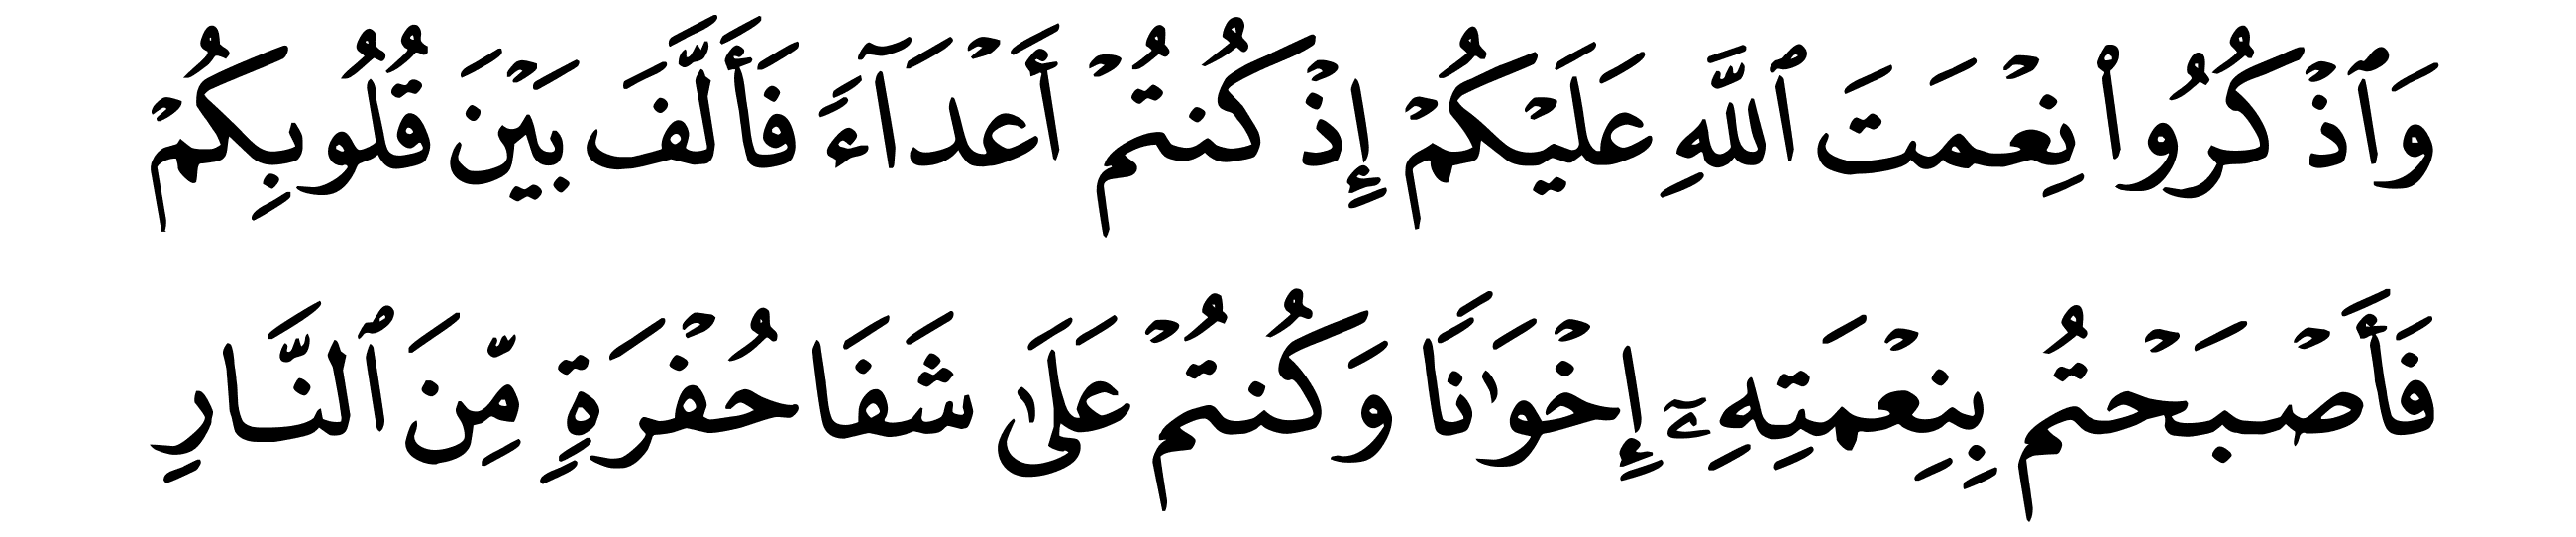 وَٱذۡكُرُواْ نِعۡمَتَ ٱللَّهِ عَلَيۡكُمۡ إِذۡ كُنتُمۡ أَعۡدَآءٗ فَأَلَّفَ بَيۡنَ قُلُوبِكُمۡ
فَأَصۡبَحۡتُم بِنِعۡمَتِهِۦٓ إِخۡوَٰنٗا وَكُنتُمۡ عَلَىٰ شَفَا حُفۡرَةٖ مِّنَ ٱلنَّارِ